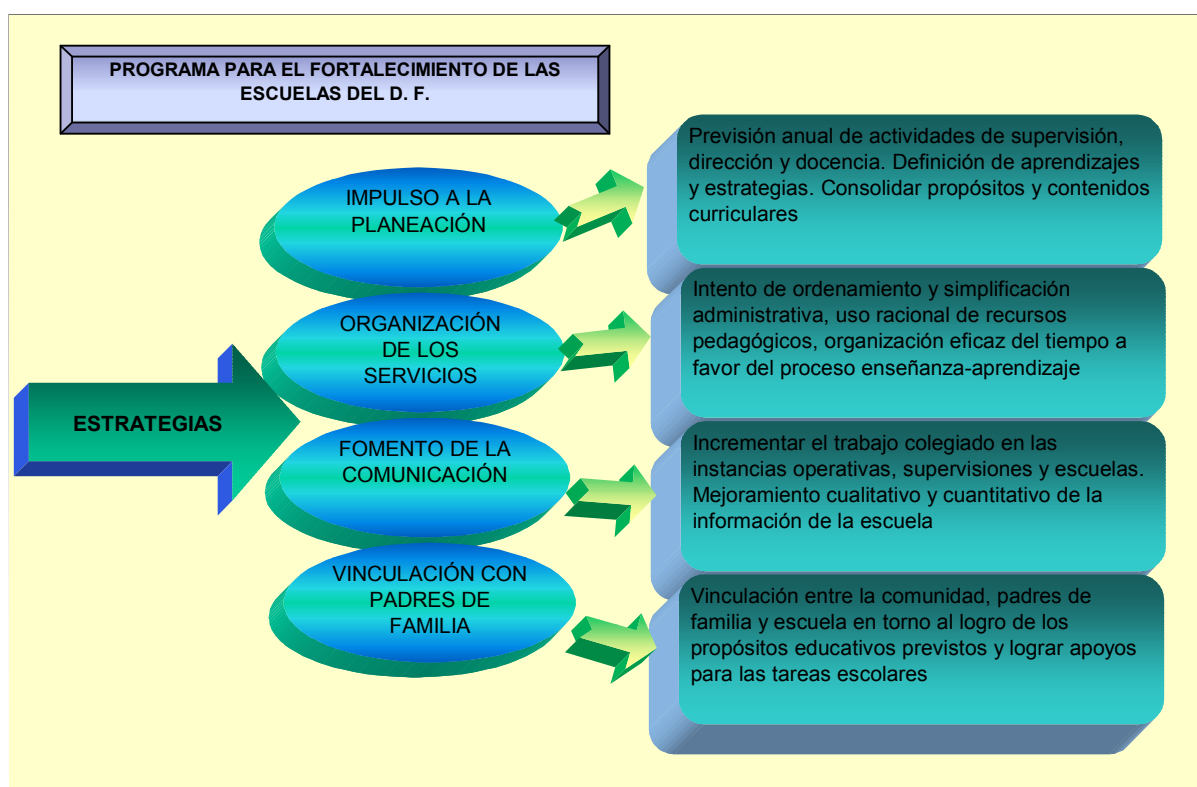 PROGRAMA PARA EL FORTALECIMIENTO DE LAS
ESCUELAS DEL D. F.
ESTRATEGIAS
IMPULSO A LA
PLANEACIÓN
Previsión anual de actividades de supervisión,
dirección y docencia. Definición de aprendizajes
y estrategias. Consolidar propósitos y contenidos
curriculares
ORGANIZACIÓN
DE LOS
SERVICIOS
Intento de ordenamiento y simplificación
administrativa, uso racional de recursos
pedagógicos, organización eficaz del tiempo a
favor del proceso enseñanza-aprendizaje
FOMENTO DE LA
COMUNICACIÓN
Incrementar el trabajo colegiado en las
instancias operativas, supervisiones y escuelas.
Mejoramiento cualitativo y cuantitativo de la
información de la escuela
VINCULACIÓN CON
PADRES DE
FAMILIA
Vinculación entre la comunidad, padres de
familia y escuela en torno al logro de los
propósitos educativos previstos y lograr apoyos
para las tareas escolares